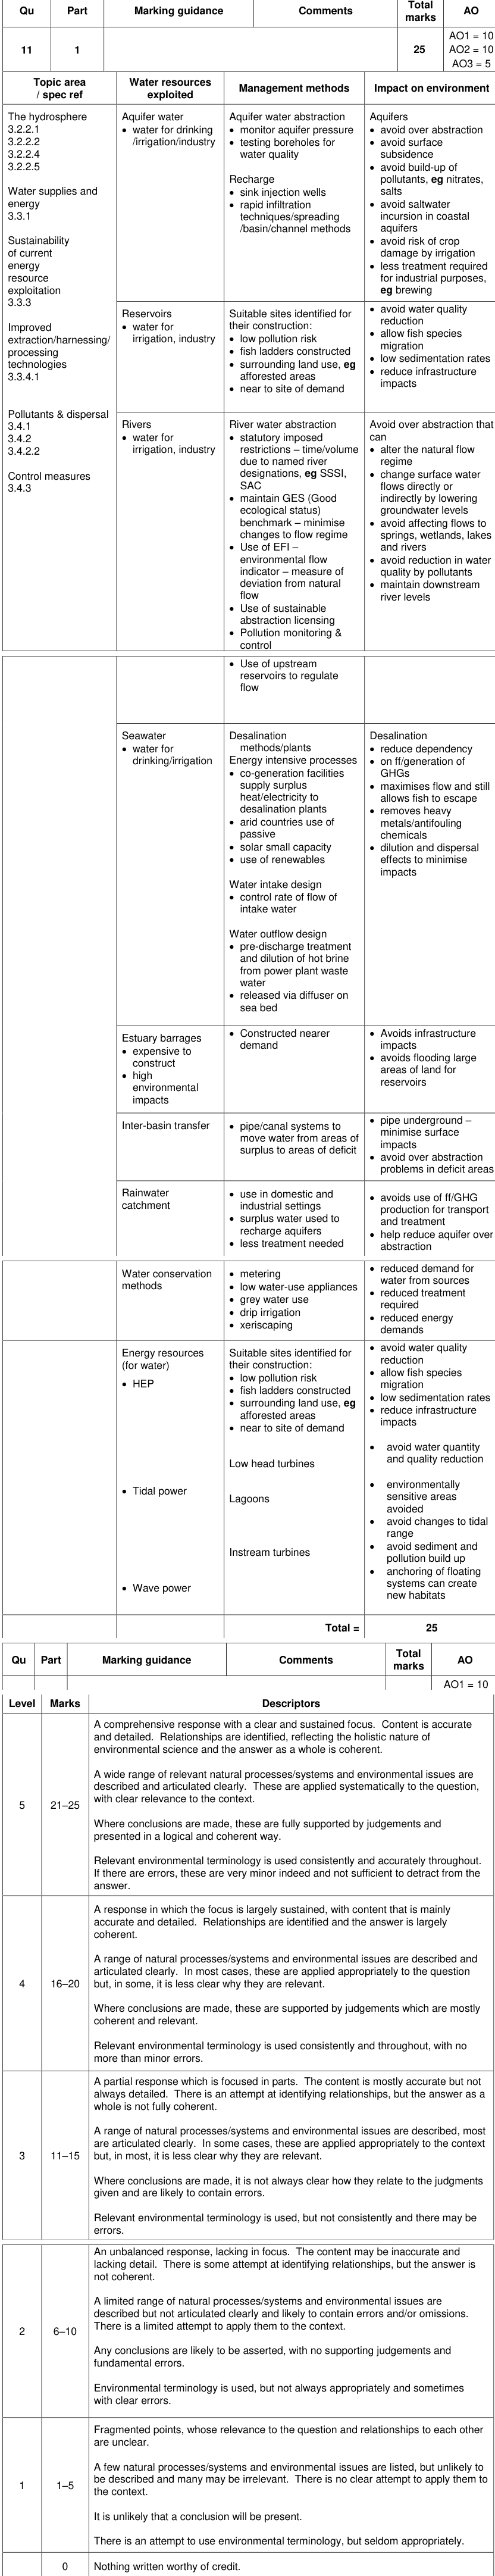 Qu Part Marking guidance Comments Total marks AO
11 1 25 AO1 = 10
AO2 = 10
AO3 = 5
Topic area / spec ref
Water resources exploited
Management methods
Impact on environment
The hydrosphere
3.2.2.1
3.2.2.2
3.2.2.4
3.2.2.5
Water supplies and
energy
3.3.1
Sustainability
of current
energy
resource
exploitation
3.3.3
Improved
extraction/harnessing/
processing
technologies
3.3.4.1
Pollutants & dispersal
3.4.1
3.4.2
3.4.2.2
Control measures
3.4.3
Aquifer water
• water for drinking
/irrigation/industry
Aquifer water abstraction
• monitor aquifer pressure
• testing boreholes for
water quality
Recharge
• sink injection wells
• rapid infiltration
techniques/spreading
/basin/channel methods
Aquifers
• avoid over abstraction
• avoid surface
subsidence
• avoid build-up of
pollutants, eg nitrates,
salts
• avoid saltwater
incursion in coastal
aquifers
• avoid risk of crop
damage by irrigation
• less treatment required
for industrial purposes,
eg brewing
Reservoirs
• water for
irrigation, industry
Suitable sites identified for
their construction:
• low pollution risk
• fish ladders constructed
• surrounding land use, eg
afforested areas
• near to site of demand
• avoid water quality
reduction
• allow fish species
migration
• low sedimentation rates
• reduce infrastructure
impacts
Rivers
• water for
irrigation, industry
River water abstraction
• statutory imposed
restrictions – time/volume
due to named river
designations, eg SSSI,
SAC
• maintain GES (Good
ecological status)
benchmark – minimise
changes to flow regime
• Use of EFI –
environmental flow
indicator – measure of
deviation from natural
flow
• Use of sustainable
abstraction licensing
• Pollution monitoring &
control
Avoid over abstraction that
can
• alter the natural flow
regime
• change surface water
flows directly or
indirectly by lowering
groundwater levels
• avoid affecting flows to
springs, wetlands, lakes
and rivers
• avoid reduction in water
quality by pollutants
• maintain downstream
river levels
• Use of upstream
reservoirs to regulate
flow
Seawater
• water for
drinking/irrigation
Desalination
methods/plants
Energy intensive processes
• co-generation facilities
supply surplus
heat/electricity to
desalination plants
• arid countries use of
passive
• solar small capacity
• use of renewables
Water intake design
• control rate of flow of
intake water
Water outflow design
• pre-discharge treatment
and dilution of hot brine
from power plant waste
water
• released via diffuser on
sea bed
Desalination
• reduce dependency
• on ff/generation of
GHGs
• maximises flow and still
allows fish to escape
• removes heavy
metals/antifouling
chemicals
• dilution and dispersal
effects to minimise
impacts
Estuary barrages
• expensive to
construct
• high
environmental
impacts
• Constructed nearer
demand
• Avoids infrastructure
impacts
• avoids flooding large
areas of land for
reservoirs
Inter-basin transfer
• pipe/canal systems to
move water from areas of
surplus to areas of deficit
• pipe underground –
minimise surface
impacts
• avoid over abstraction
problems in deficit areas
Rainwater
catchment
• use in domestic and
industrial settings
• surplus water used to
recharge aquifers
• less treatment needed
• avoids use of ff/GHG
production for transport
and treatment
• help reduce aquifer over
abstraction
Water conservation
methods
• metering
• low water-use appliances
• grey water use
• drip irrigation
• xeriscaping
• reduced demand for
water from sources
• reduced treatment
required
• reduced energy
demands
Energy resources
(for water)
• HEP
• Tidal power
• Wave power
Suitable sites identified for
their construction:
• low pollution risk
• fish ladders constructed
• surrounding land use, eg
afforested areas
• near to site of demand
Low head turbines
Lagoons
Instream turbines
• avoid water quality
reduction
• allow fish species
migration
• low sedimentation rates
• reduce infrastructure
impacts
• avoid water quantity
and quality reduction
• environmentally
sensitive areas
avoided
• avoid changes to tidal
range
• avoid sediment and
pollution build up
• anchoring of floating
systems can create
new habitats
Total = 25
Qu Part Marking guidance Comments Total marks AO
AO1 = 10
Level Marks Descriptors
5 21–25
A comprehensive response with a clear and sustained focus. Content is accurate
and detailed. Relationships are identified, reflecting the holistic nature of
environmental science and the answer as a whole is coherent.
A wide range of relevant natural processes/systems and environmental issues are
described and articulated clearly. These are applied systematically to the question,
with clear relevance to the context.
Where conclusions are made, these are fully supported by judgements and
presented in a logical and coherent way.
Relevant environmental terminology is used consistently and accurately throughout.
If there are errors, these are very minor indeed and not sufficient to detract from the
answer.
4 16–20
A response in which the focus is largely sustained, with content that is mainly
accurate and detailed. Relationships are identified and the answer is largely
coherent.
A range of natural processes/systems and environmental issues are described and
articulated clearly. In most cases, these are applied appropriately to the question
but, in some, it is less clear why they are relevant.
Where conclusions are made, these are supported by judgements which are mostly
coherent and relevant.
Relevant environmental terminology is used consistently and throughout, with no
more than minor errors.
3 11–15
A partial response which is focused in parts. The content is mostly accurate but not
always detailed. There is an attempt at identifying relationships, but the answer as a
whole is not fully coherent.
A range of natural processes/systems and environmental issues are described, most
are articulated clearly. In some cases, these are applied appropriately to the context
but, in most, it is less clear why they are relevant.
Where conclusions are made, it is not always clear how they relate to the judgments
given and are likely to contain errors.
Relevant environmental terminology is used, but not consistently and there may be
errors.
2 6–10
An unbalanced response, lacking in focus. The content may be inaccurate and
lacking detail. There is some attempt at identifying relationships, but the answer is
not coherent.
A limited range of natural processes/systems and environmental issues are
described but not articulated clearly and likely to contain errors and/or omissions.
There is a limited attempt to apply them to the context.
Any conclusions are likely to be asserted, with no supporting judgements and
fundamental errors.
Environmental terminology is used, but not always appropriately and sometimes
with clear errors.
1 1–5
Fragmented points, whose relevance to the question and relationships to each other
are unclear.
A few natural processes/systems and environmental issues are listed, but unlikely to
be described and many may be irrelevant. There is no clear attempt to apply them to
the context.
It is unlikely that a conclusion will be present.
There is an attempt to use environmental terminology, but seldom appropriately.
0 Nothing written worthy of credit.